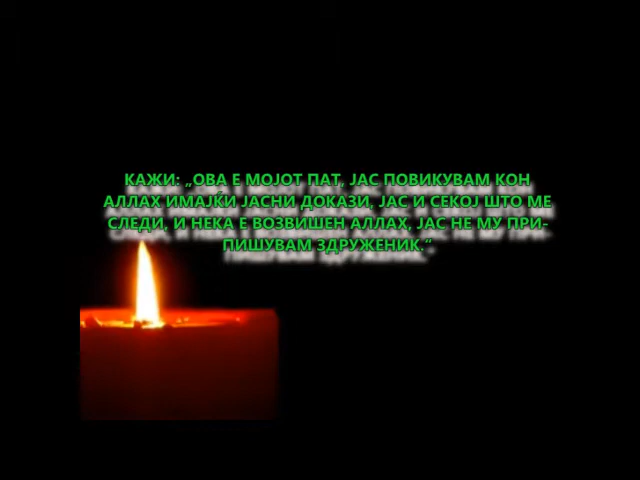 КАЖИ: „ОВА Е МОЈОТ ПАТ, ЈАС ПОВИКУВАМ КОН
АЛЛАХ ИМАЈЌИ ЈАСНИ ДОКАЗИ, ЈАС И СЕКОЈ ШТО МЕ
СЛЕДИ, И НЕКА Е ВОЗВИШЕН АЛЛАХ, ЈАС НЕ МУ ПРИ-
ПИШУВАМ ЗДРУЖЕНИК.“